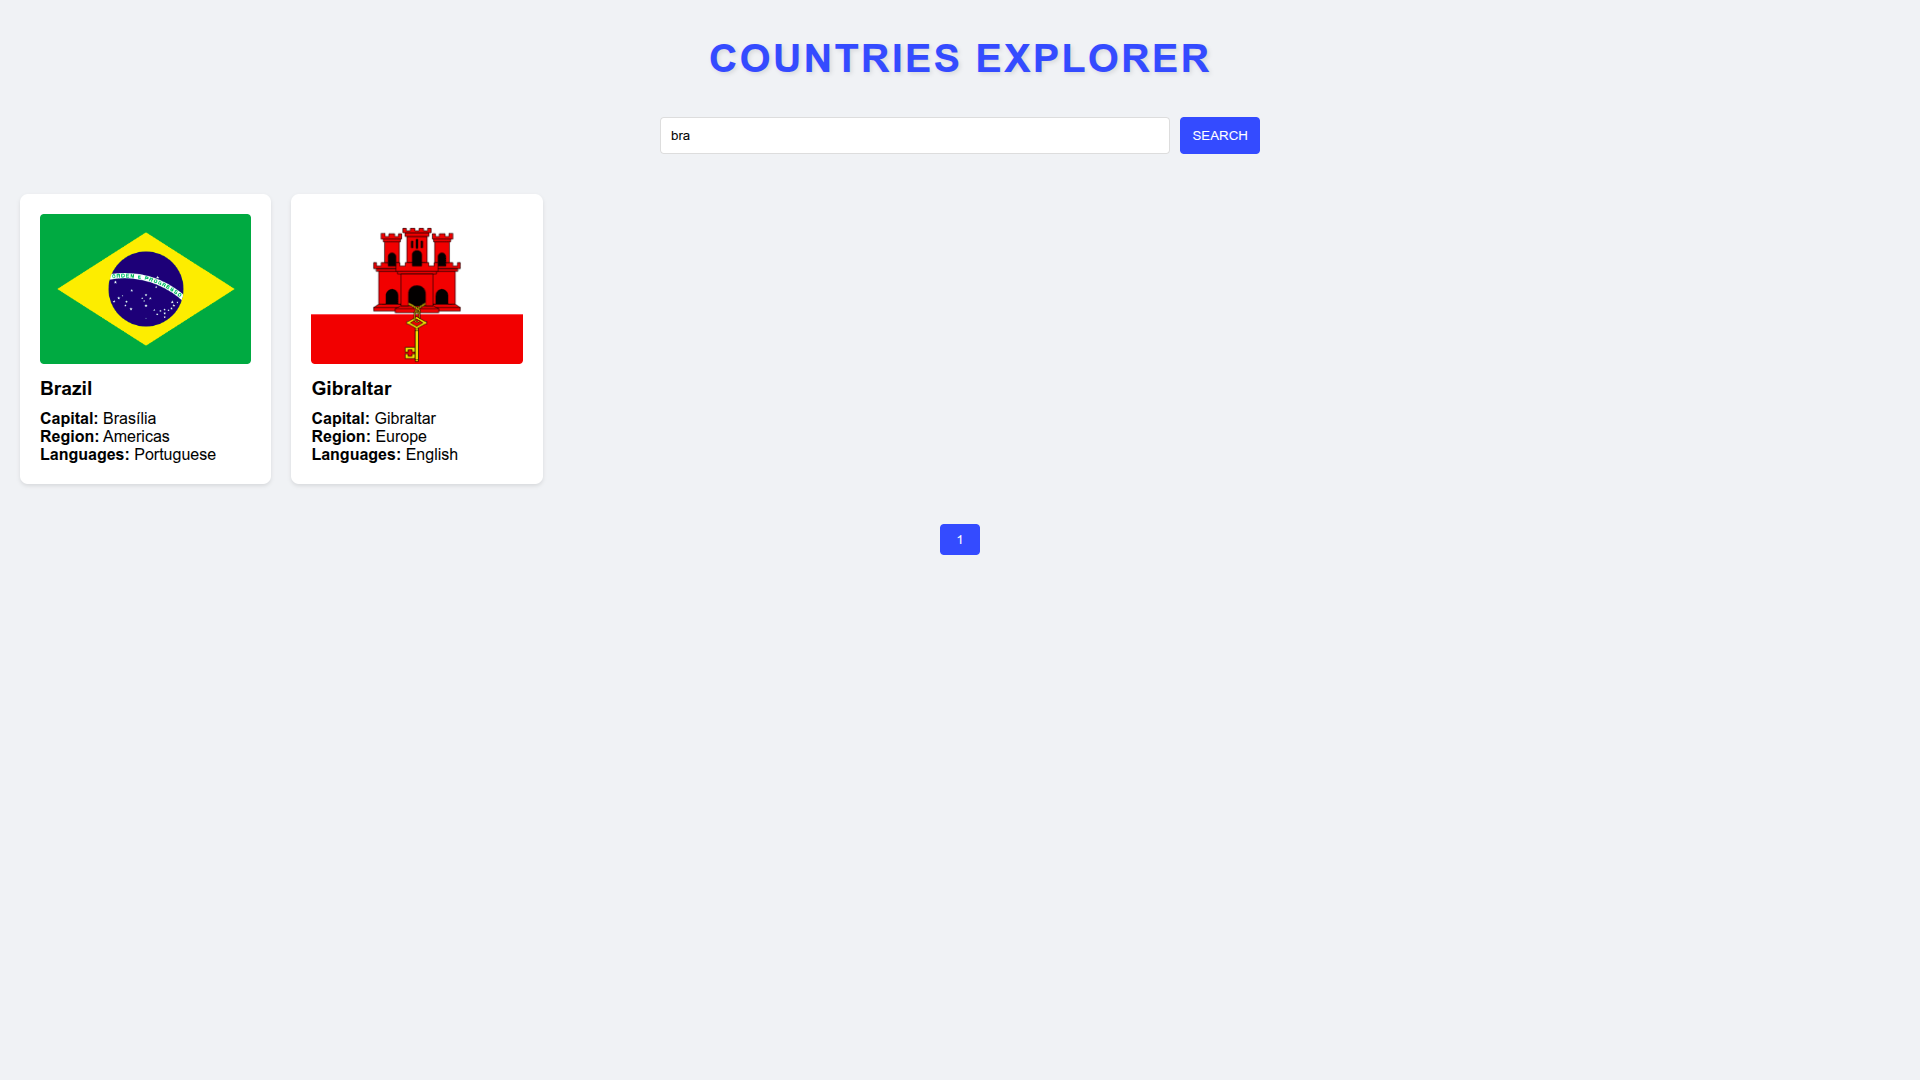 COUNTRIES EXPLORER
bra
SEARCH
Brazil
Capital: Brasília
Region: Americas
Languages: Portuguese
Gibraltar
Capital: Gibraltar
Region: Europe
Languages: English
1